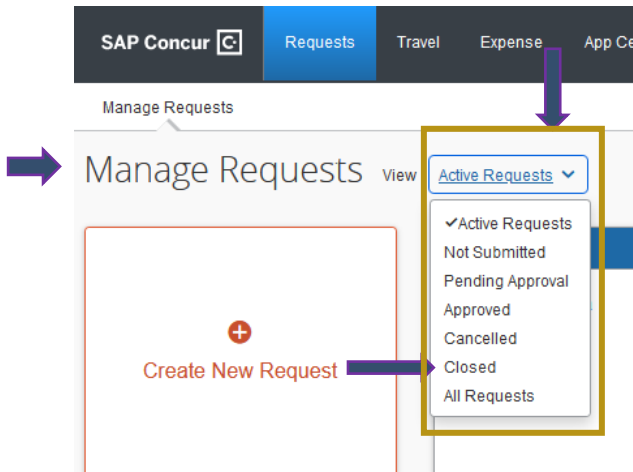 SAP Concur C Requests Travel Expense App Ce
Manage Requests
Manage Requests View Active Requests
✓Active Requests
Not Submitted
Pending Approval
Approved
Cancelled
Closed
All Requests
Create New Request